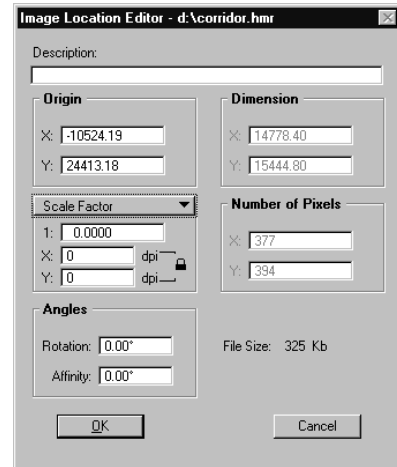 Image Location Editor - d:\corridor.hmr
Description:
Origin
X: -10524.19
Y: 24413.18
Dimension
X: 14778.40
Y: 15444.80
Scale Factor
1: 0.0000
X: 0 dpi
Y: 0 dpi
Number of Pixels
X: 377
Y: 394
Angles
Rotation: 0.00°
Affinity: 0.00°
File Size: 325 Kb
OK
Cancel